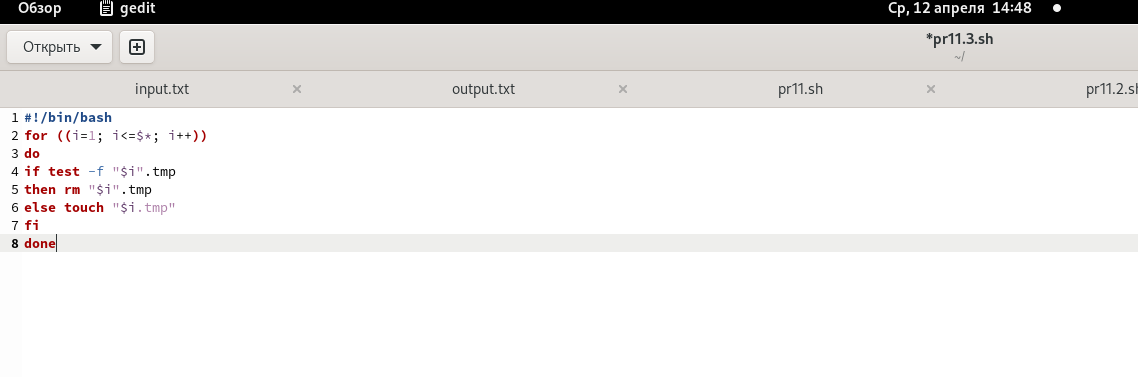 Обзор gedit Ср, 12 апреля 14:48
Открыть *pr11.3.sh
~/
input.txt × output.txt × pr11.sh × pr11.2.sh
1 #!/bin/bash
2 for ((i=1; i<=$*; i++))
3 do
4 if test -f "$i".tmp
5 then rm "$i".tmp
6 else touch "$i.tmp"
7 fi
8 done